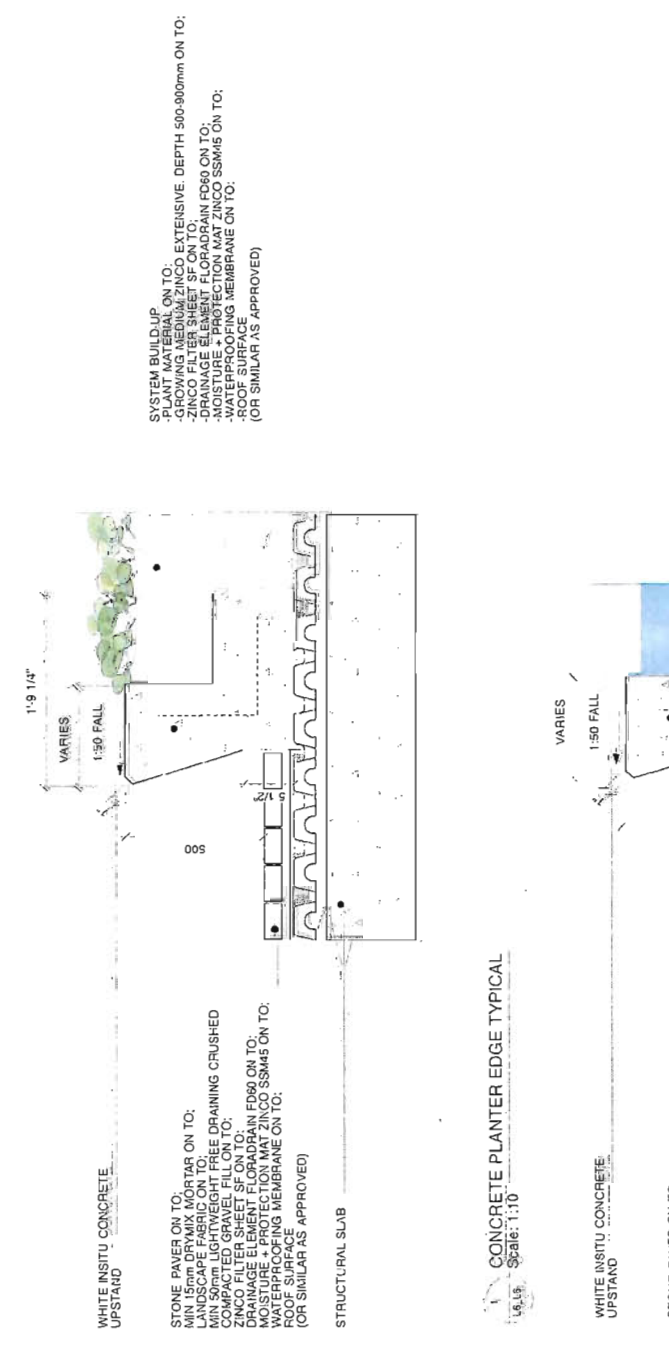 SYSTEM BUILD-UP
-PLANT MATERIAL ON TO:
-GROWING MEDIUM ZINCO EXTENSIVE. DEPTH 500-900mm ON TO;
-ZINCO FILTER SHEET SF ON TO;
-DRAINAGE ELEMENT FLORADRAIN FD60 ON TO;
-MOISTURE + PROTECTION MAT ZINCO SSM45 ON TO;
-WATERPROOFING MEMBRANE ON TO:
-ROOF SURFACE
(OR SIMILAR AS APPROVED)
1'-9 1/4"
VARIES
1:50 FALL
500
5 1/2"
WHITE INSITU CONCRETE
UPSTAND
STONE PAVER ON TO;
MIN 15mm DRYMIX MORTAR ON TO;
LANDSCAPE FABRIC ON TO;
MIN 50mm LIGHTWEIGHT FREE DRAINING CRUSHED
COMPACTED GRAVEL FILL ON TO;
ZINCO FILTER SHEET SF ON TO;
DRAINAGE ELEMENT FLORADRAIN FD60 ON TO;
MOISTURE + PROTECTION MAT ZINCO SSM45 ON TO;
WATERPROOFING MEMBRANE ON TO;
ROOF SURFACE
(OR SIMILAR AS APPROVED)
STRUCTURAL SLAB
1
L6_L6
CONCRETE PLANTER EDGE TYPICAL
Scale: 1:10
VARIES
1:50 FALL
WHITE INSITU CONCRETE
UPSTAND